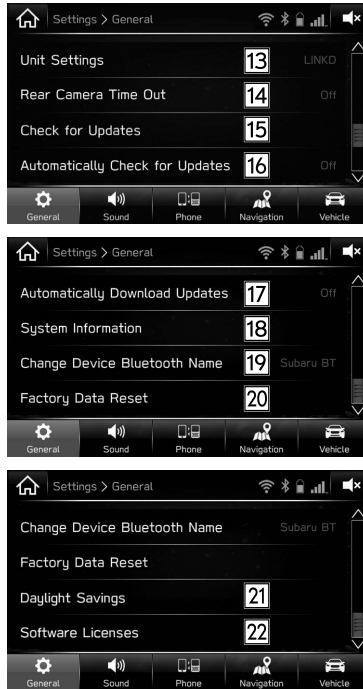 Settings > General
Unit Settings 13 LINKD
Rear Camera Time Out 14 Off
Check for Updates 15
Automatically Check for Updates 16 Off
General Sound Phone Navigation Vehicle
Settings > General
Automatically Download Updates 17 Off
System Information 18
Change Device Bluetooth Name 19 Subaru BT
Factory Data Reset 20
General Sound Phone Navigation Vehicle
Settings > General
Change Device Bluetooth Name Subaru BT
Factory Data Reset
Daylight Savings 21
Software Licenses 22
General Sound Phone Navigation Vehicle